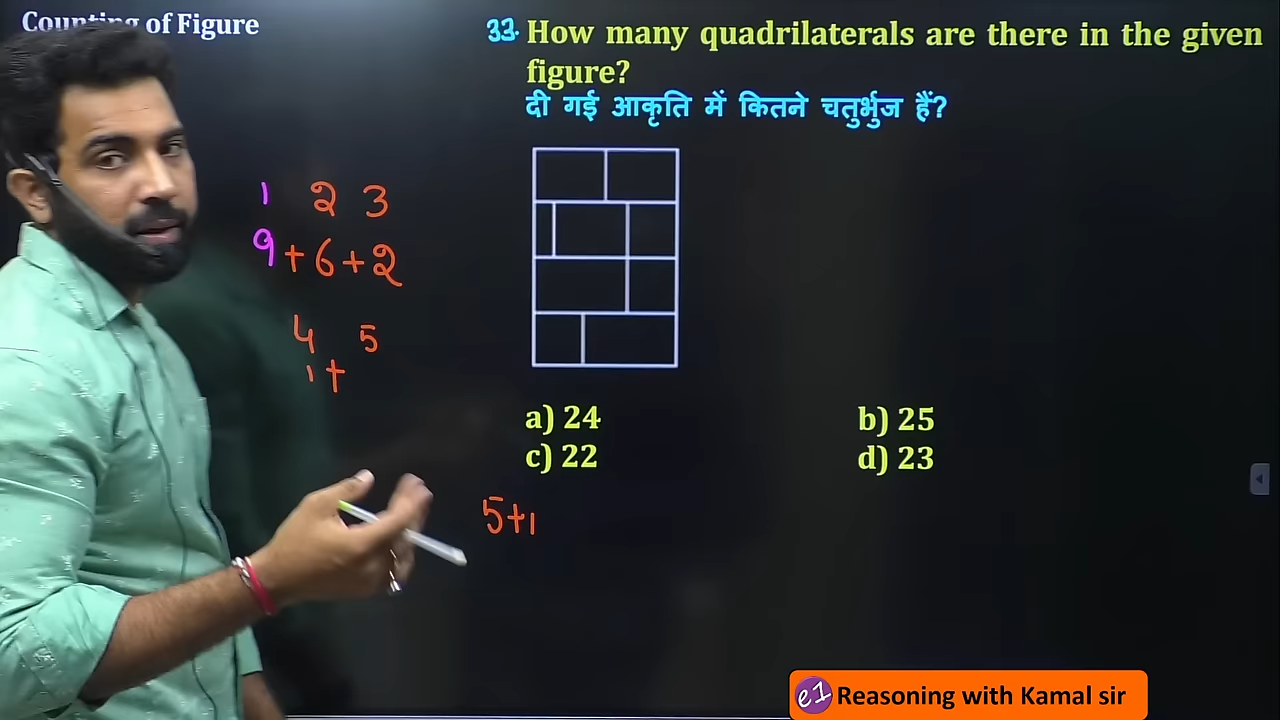 Counting of Figure
33. How many quadrilaterals are there in the given
figure?
दी गई आकृति में कितने चतुर्भुज हैं?
1 2 3
9 + 6 + 2
4 5
1 +
a) 24
b) 25
c) 22
d) 23
5+1
e1 Reasoning with Kamal sir